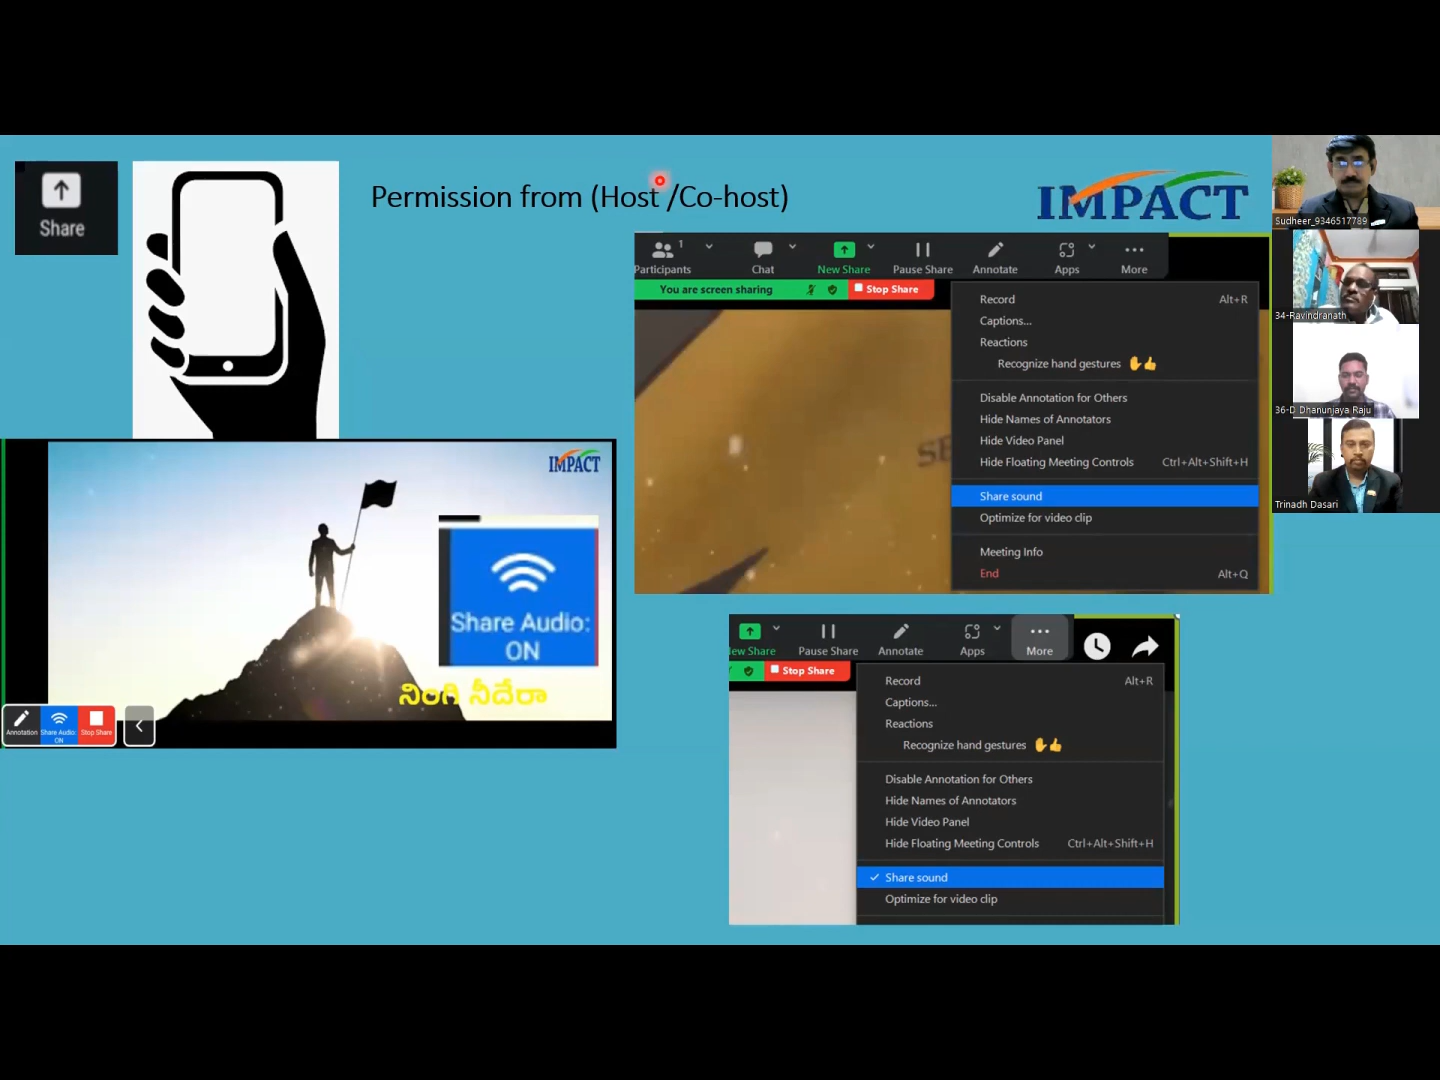 Share
Permission from (Host /Co-host)
IMPACT
Participants 1
Chat
New Share
Pause Share
Annotate
Apps
More
You are screen sharing
Stop Share
Record Alt+R
Captions...
Reactions
Recognize hand gestures
Disable Annotation for Others
Hide Names of Annotators
Hide Video Panel
Hide Floating Meeting Controls Ctrl+Alt+Shift+H
Share sound
Optimize for video clip
Meeting Info
End Alt+Q
SE
Sudheer_9346517789
34-Ravindranath
36-D Dhanunjaya Raju
Trinadh Dasari
IMPACT
Share Audio:
ON
నింగి నీదేరా
Annotation
Share Audio: ON
Stop Share
New Share
Pause Share
Annotate
Apps
More
Stop Share
Record Alt+R
Captions...
Reactions
Recognize hand gestures
Disable Annotation for Others
Hide Names of Annotators
Hide Video Panel
Hide Floating Meeting Controls Ctrl+Alt+Shift+H
Share sound
Optimize for video clip